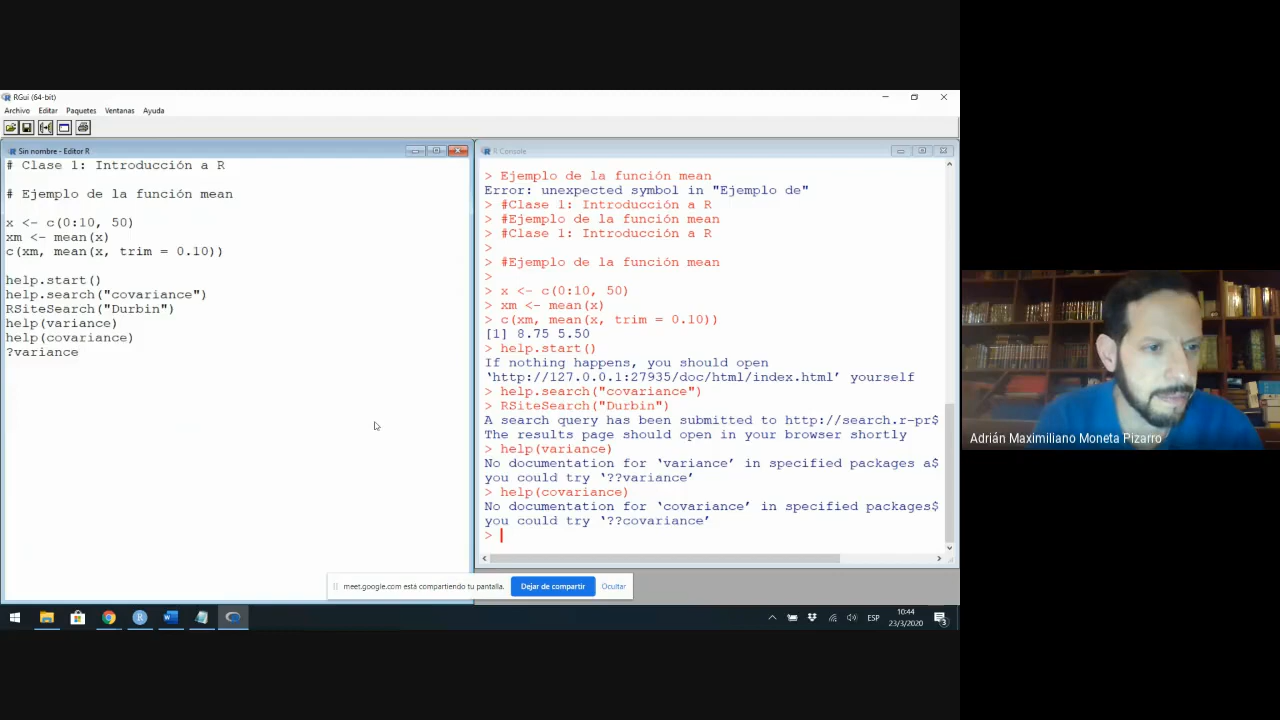 RGui (64-bit)
Archivo Editar Paquetes Ventanas Ayuda
Sin nombre - Editor R
# Clase 1: Introducción a R
# Ejemplo de la función mean
x <- c(0:10, 50)
xm <- mean(x)
c(xm, mean(x, trim = 0.10))
help.start()
help.search("covariance")
RSiteSearch("Durbin")
help(variance)
help(covariance)
?variance
R Console
> Ejemplo de la función mean
Error: unexpected symbol in "Ejemplo de"
> #Clase 1: Introducción a R
> #Ejemplo de la función mean
> #Clase 1: Introducción a R
>
> #Ejemplo de la función mean
>
> x <- c(0:10, 50)
> xm <- mean(x)
> c(xm, mean(x, trim = 0.10))
[1] 8.75 5.50
> help.start()
If nothing happens, you should open
‘http://127.0.0.1:27935/doc/html/index.html’ yourself
> help.search("covariance")
> RSiteSearch("Durbin")
A search query has been submitted to http://search.r-pr$
The results page should open in your browser shortly
> help(variance)
No documentation for ‘variance’ in specified packages a$
you could try ‘??variance’
> help(covariance)
No documentation for ‘covariance’ in specified packages$
you could try ‘??covariance’
>
meet.google.com está compartiendo tu pantalla. Dejar de compartir Ocultar
ESP
10:44
23/3/2020
3
Adrián Maximiliano Moneta Pizarro